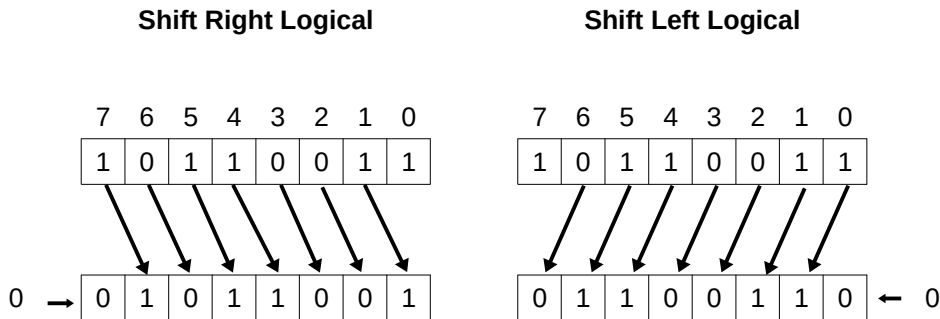 Shift Right Logical Shift Left Logical
7 6 5 4 3 2 1 0 7 6 5 4 3 2 1 0
1 0 1 1 0 0 1 1 1 0 1 1 0 0 1 1
0 0 1 0 1 1 0 0 1 0 1 1 0 0 1 1 0 0